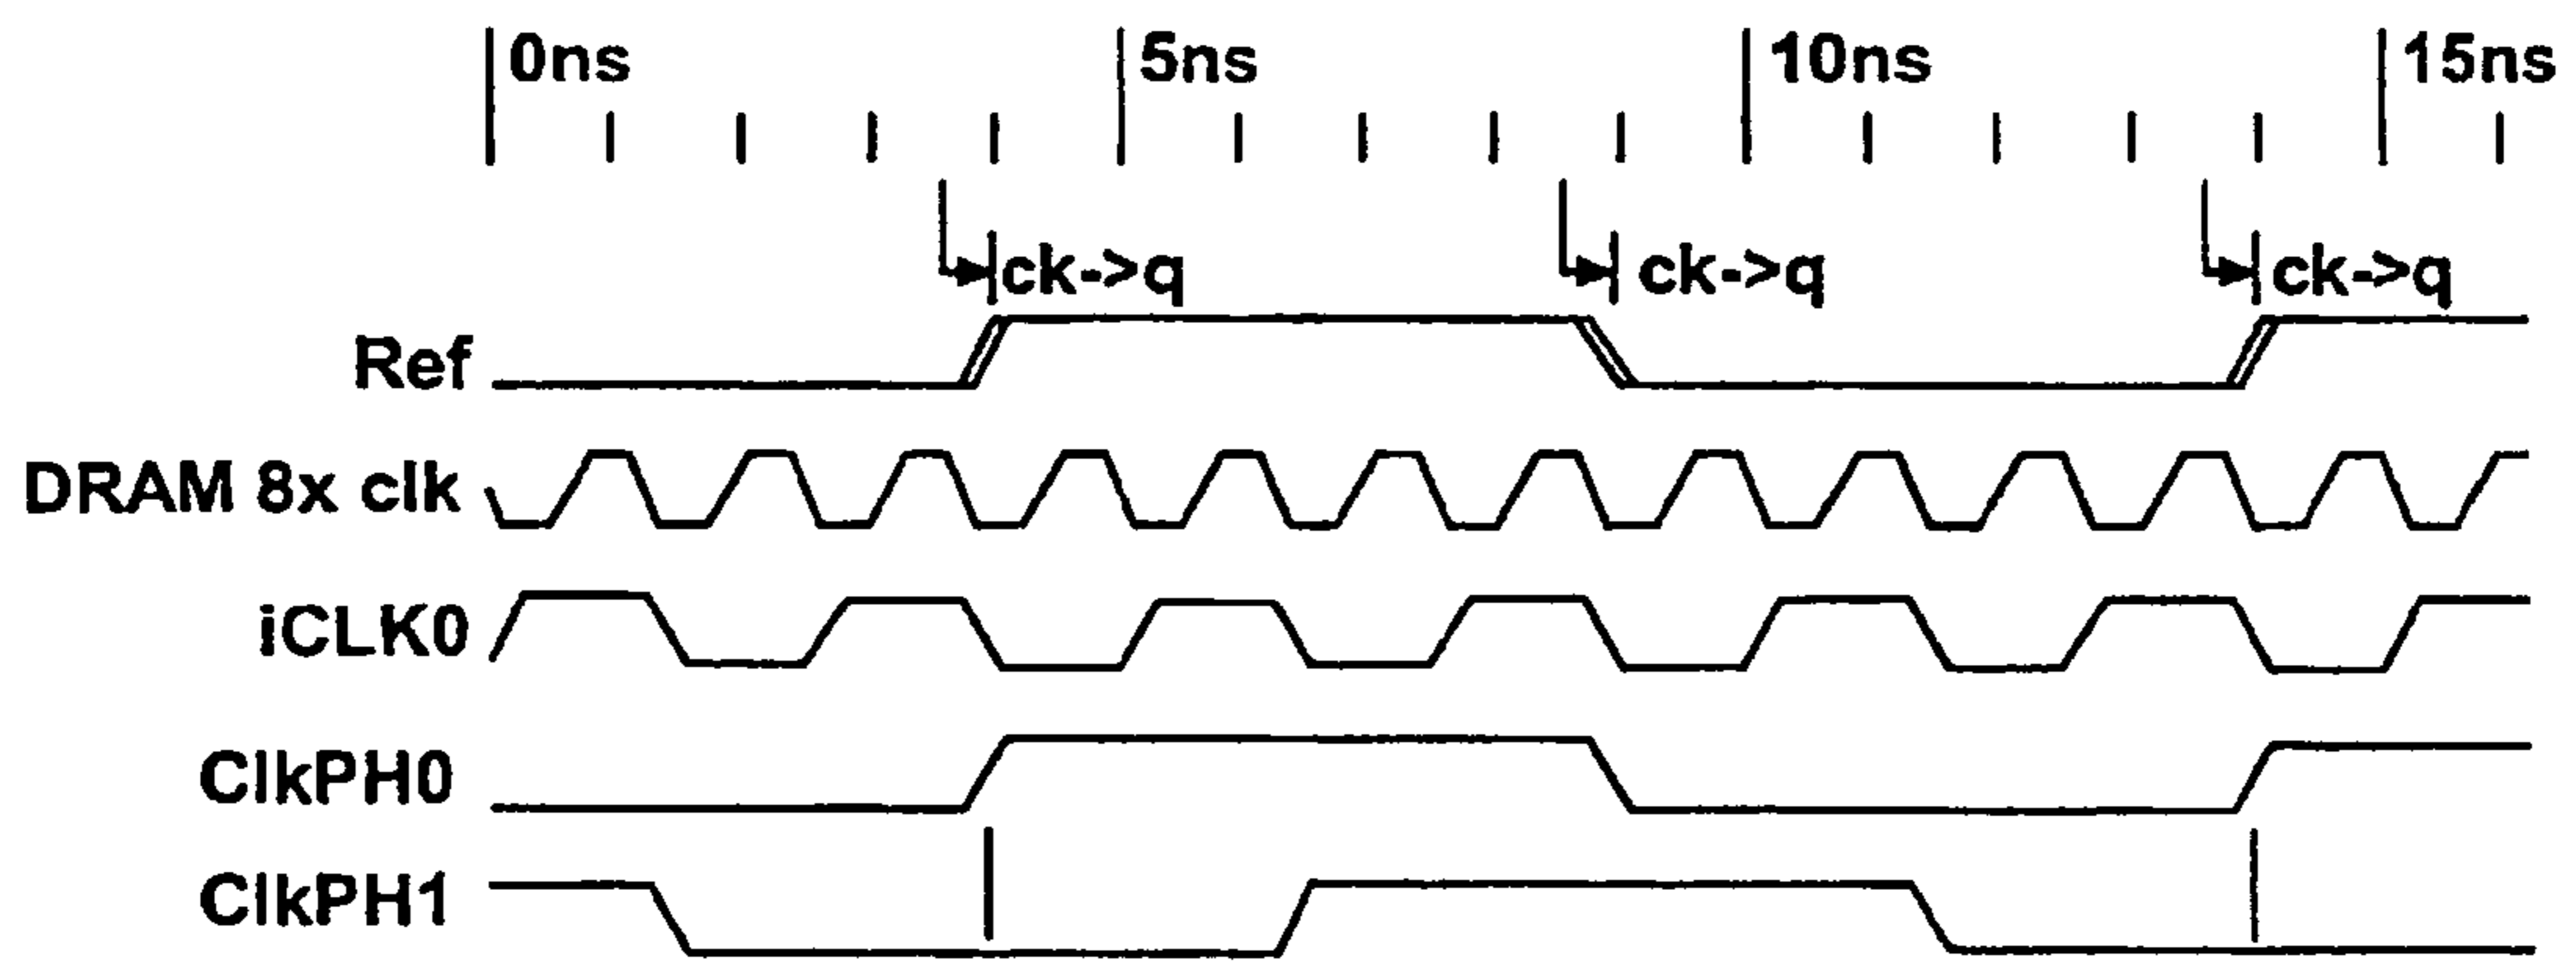 0ns 5ns 10ns 15ns
ck->q ck->q ck->q
Ref
DRAM 8x clk
iCLK0
ClkPH0
ClkPH1